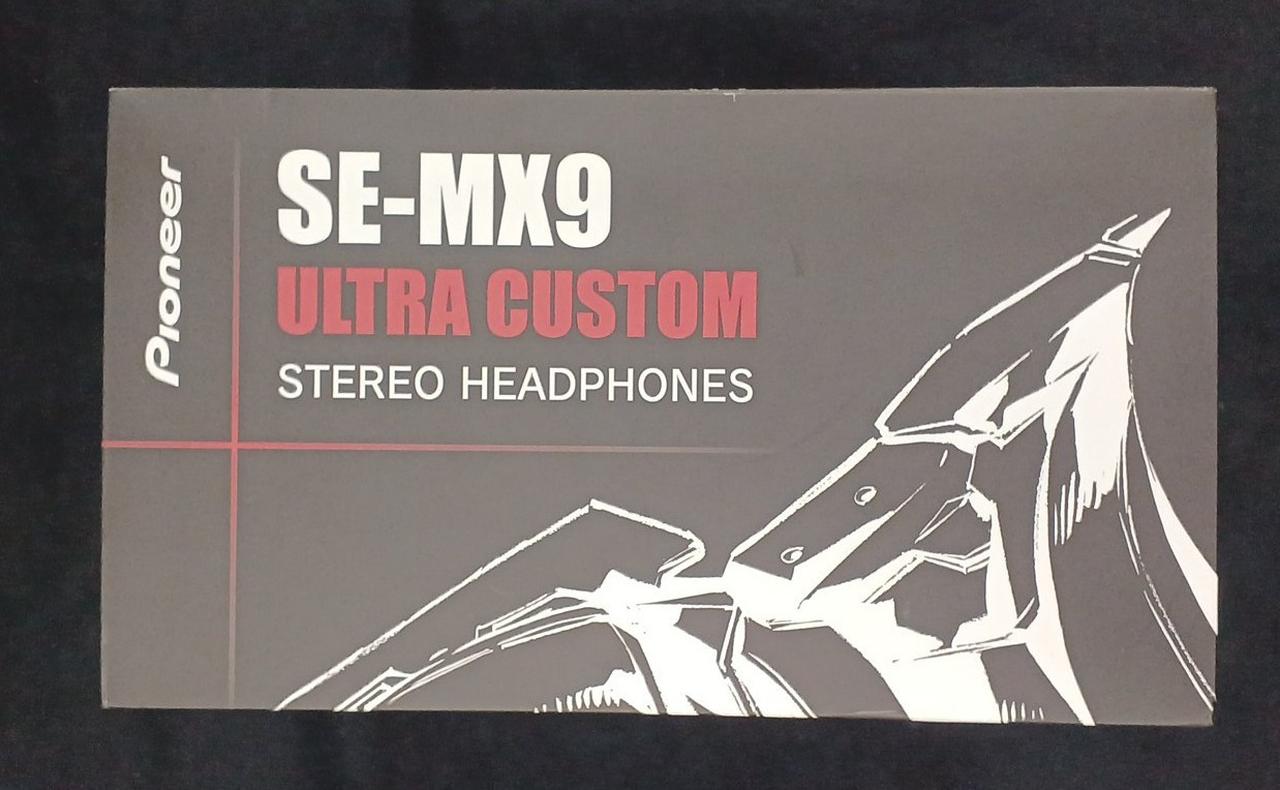 Pioneer
SE-MX9
ULTRA CUSTOM
STEREO HEADPHONES